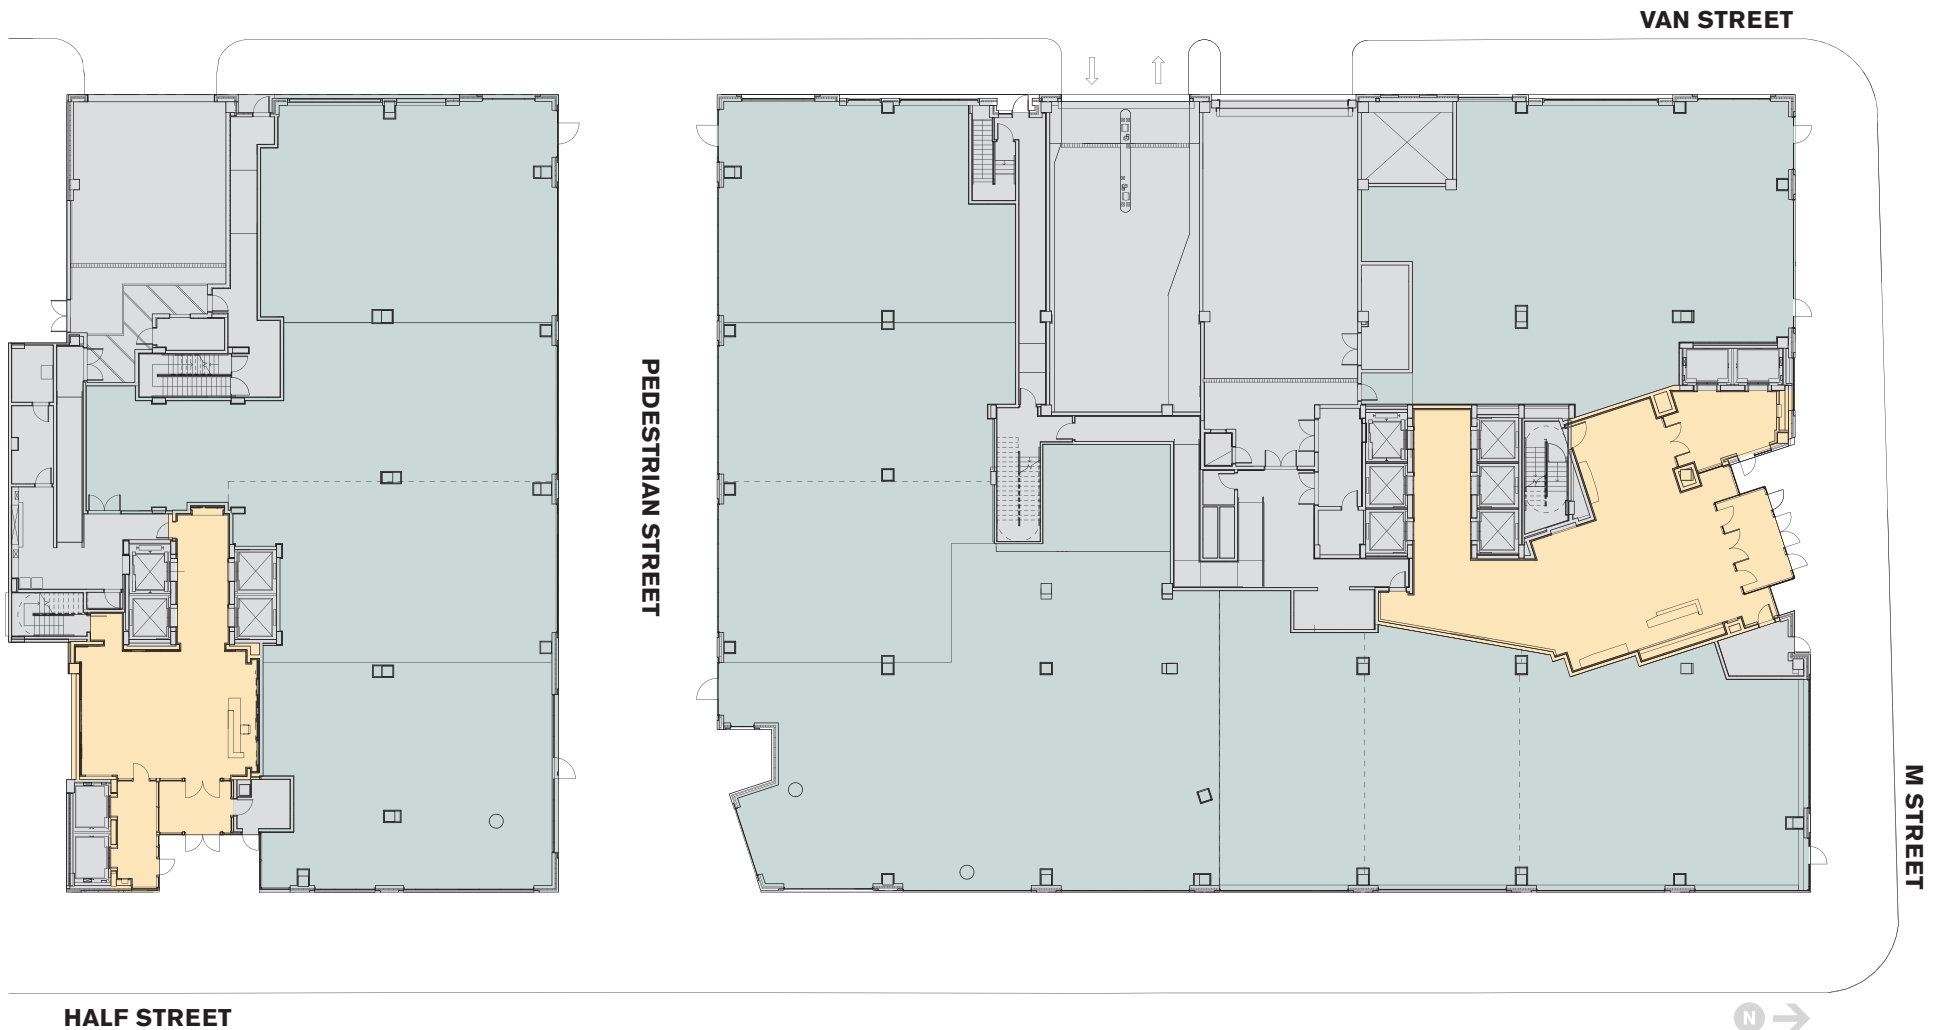 VAN STREET
PEDESTRIAN STREET
M STREET
HALF STREET
N